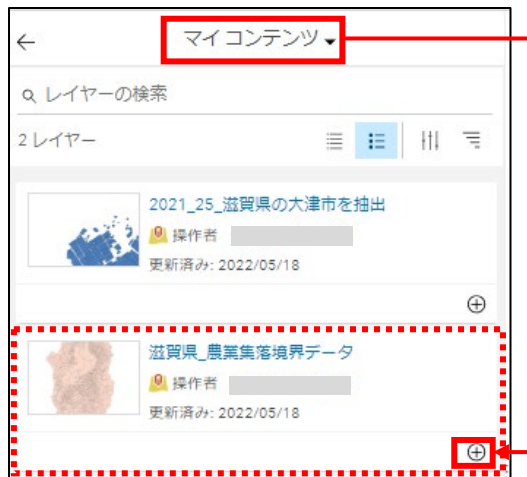 マイ コンテンツ
レイヤーの検索
2 レイヤー
2021_25_滋賀県の大津市を抽出
操作者
更新済み: 2022/05/18
滋賀県_農業集落境界データ
操作者
更新済み: 2022/05/18